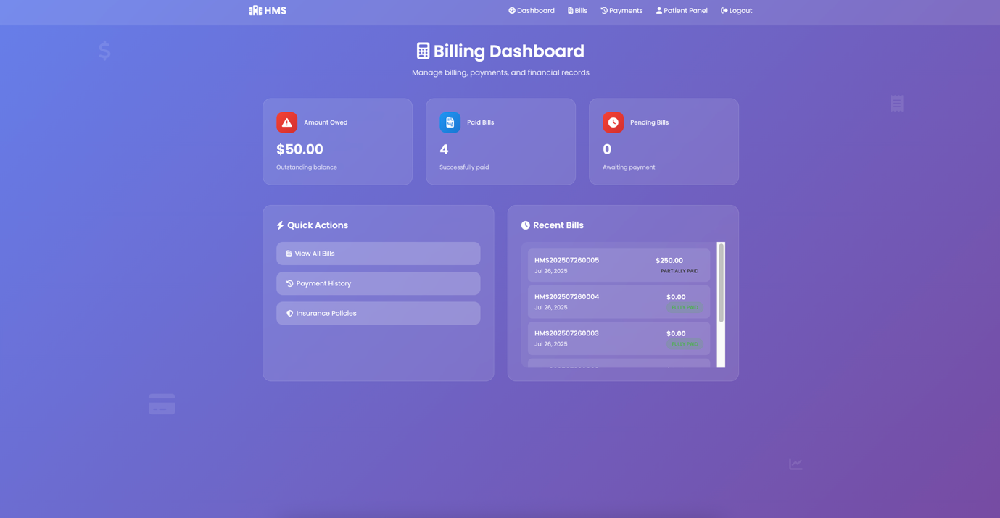 HMS
Dashboard
Bills
Payments
Patient Panel
Logout
Billing Dashboard
Manage billing, payments, and financial records
Amount Owed
$50.00
Outstanding balance
Paid Bills
4
Successfully paid
Pending Bills
0
Awaiting payment
Quick Actions
View All Bills
Payment History
Insurance Policies
Recent Bills
HMS202507260005
$250.00
Jul 26, 2025
PARTIALLY PAID
HMS202507260004
$0.00
Jul 26, 2025
HMS202507260003
$0.00
Jul 26, 2025